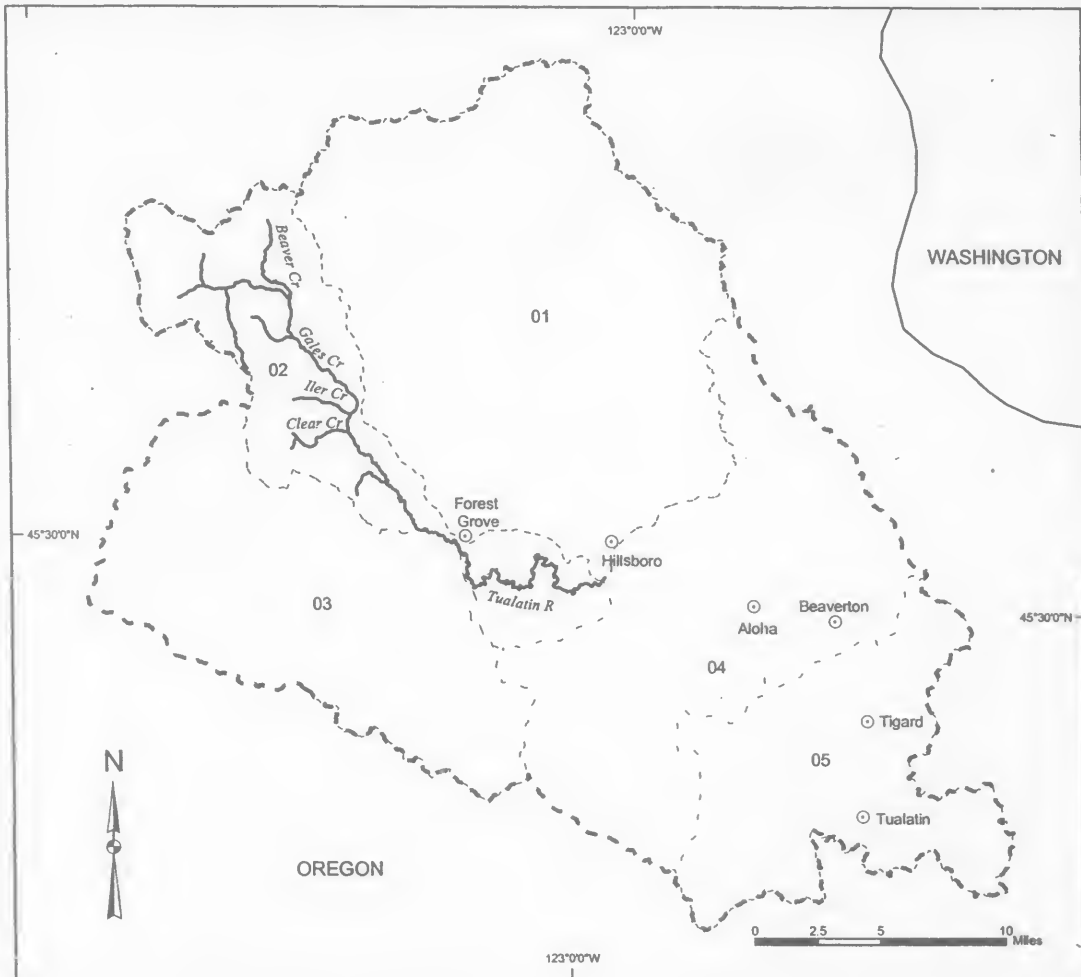 123°0'0"W
WASHINGTON
Beaver Cr
01
Gales Cr
02
Iler Cr
Clear Cr
Forest
Grove
45°30'0"N
Hillsboro
Tualatin R
03
Aloha
Beaverton
45°30'0"N
04
Tigard
05
N
Tualatin
OREGON
0 2.5 5 10
Miles
123°0'0"W